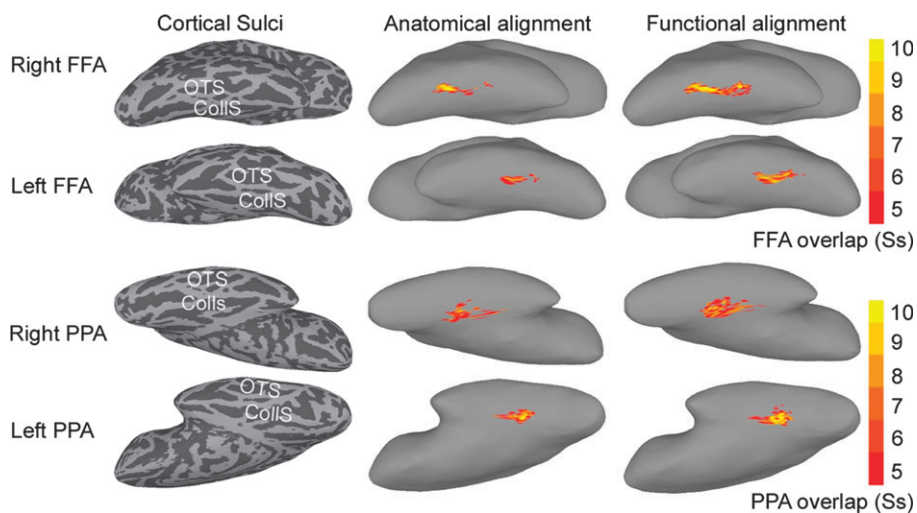 Cortical Sulci
Anatomical alignment
Functional alignment
Right FFA
OTS
CollS
Left FFA
OTS
CollS
10
9
8
7
6
5
FFA overlap (Ss)
Right PPA
OTS
Colls
Left PPA
OTS
CollS
10
9
8
7
6
5
PPA overlap (Ss)